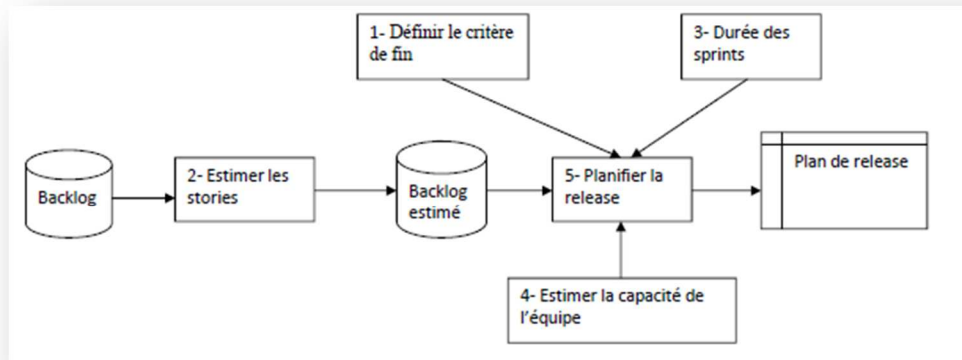 1- Définir le critère
de fin
3- Durée des
sprints
Backlog
2- Estimer les
stories
Backlog
estimé
5- Planifier la
release
Plan de release
4- Estimer la capacité de
l'équipe